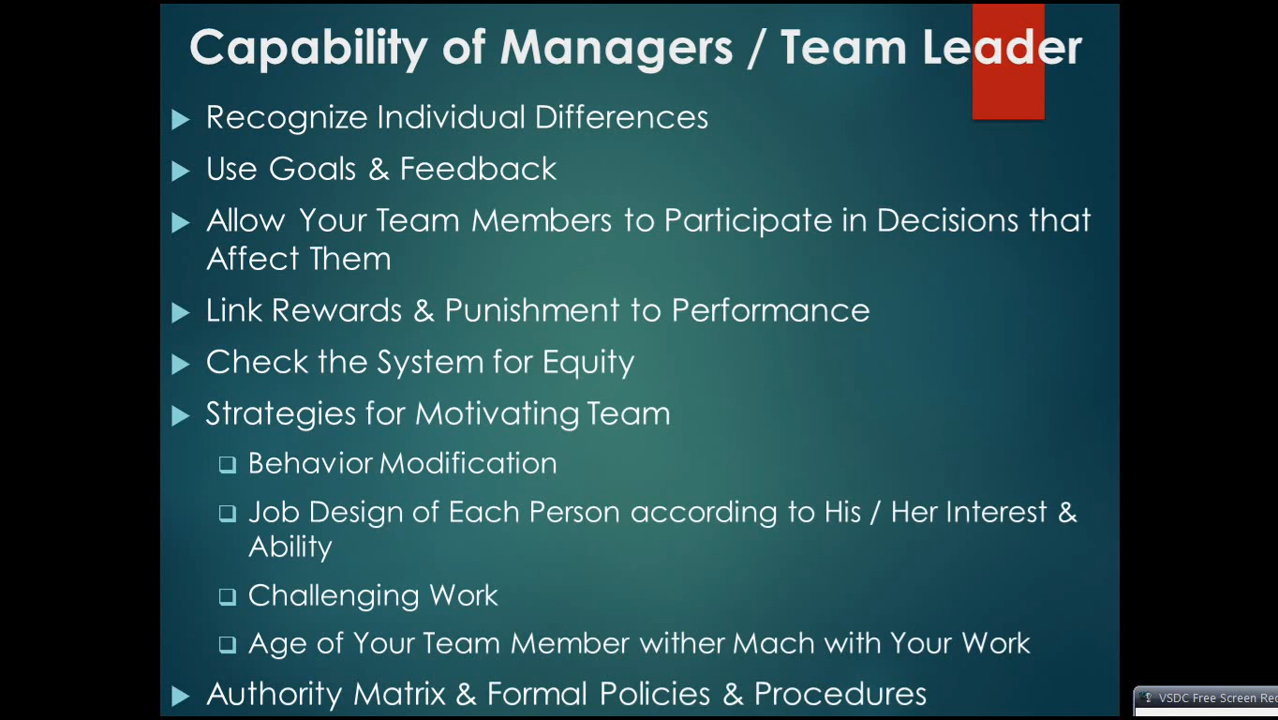 Capability of Managers / Team Leader
Recognize Individual Differences
Use Goals & Feedback
Allow Your Team Members to Participate in Decisions that
Affect Them
Link Rewards & Punishment to Performance
Check the System for Equity
Strategies for Motivating Team
Behavior Modification
Job Design of Each Person according to His / Her Interest &
Ability
Challenging Work
Age of Your Team Member wither Mach with Your Work
Authority Matrix & Formal Policies & Procedures
VSDC Free Screen Rec